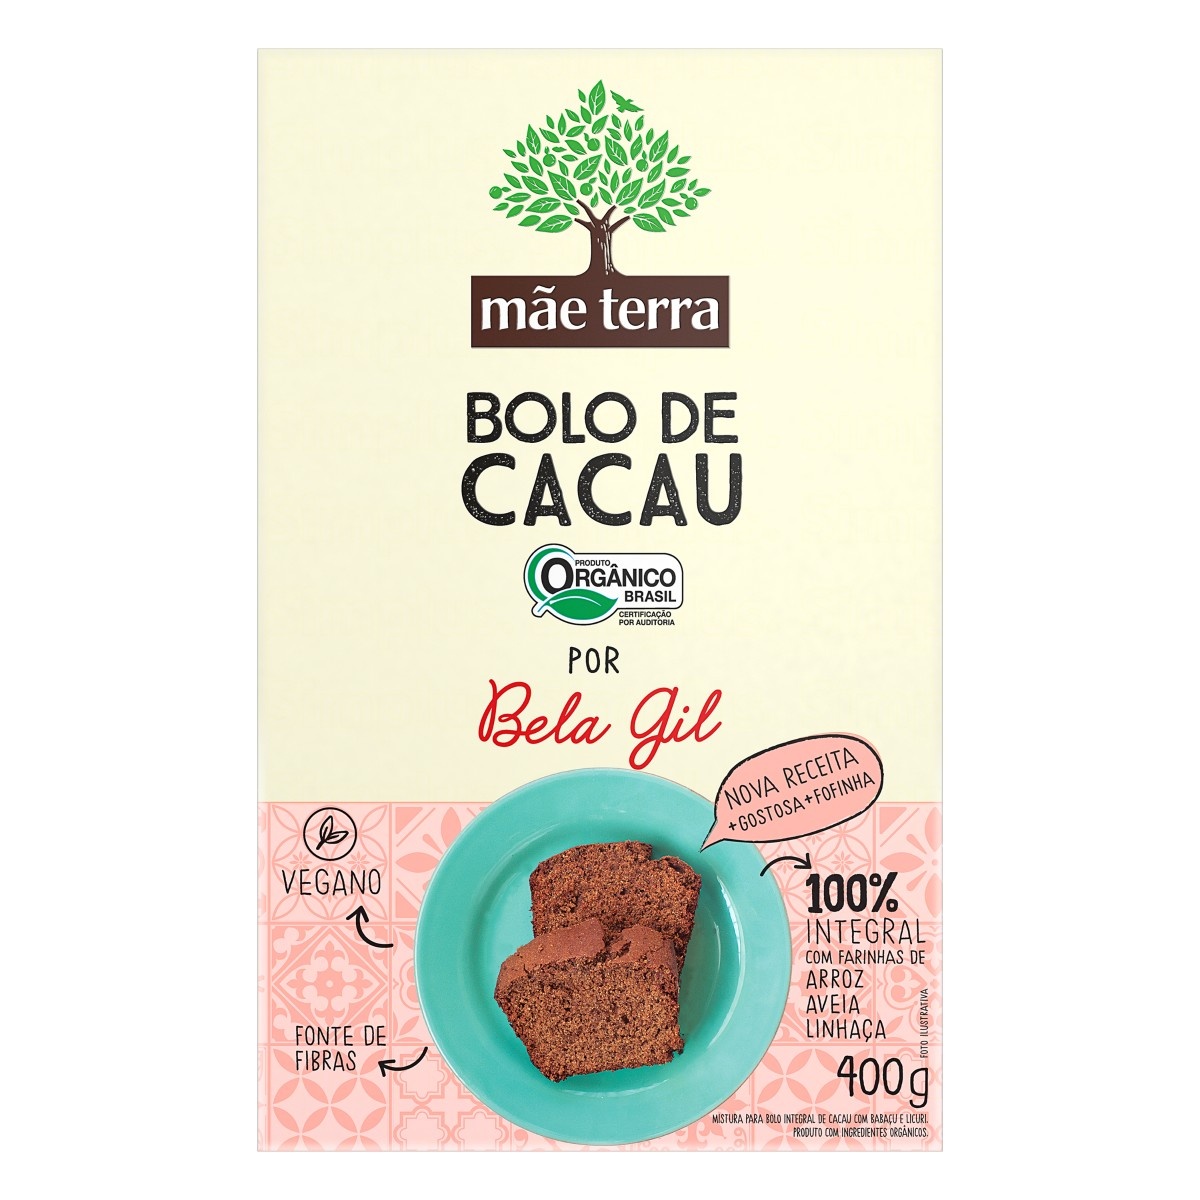 mãe terra
BOLO DE
CACAU
PRODUTO
ORGÂNICO
BRASIL
CERTIFICAÇÃO
POR AUDITORIA
POR
Bela Gil
NOVA RECEITA
+GOSTOSA+FOFINHA
VEGANO
100%
INTEGRAL
COM FARINHAS DE
ARROZ
AVEIA
LINHAÇA
FONTE DE
FIBRAS
FOTO ILUSTRATIVA
400g
MISTURA PARA BOLO INTEGRAL DE CACAU COM BABAÇU E LICURI.
PRODUTO COM INGREDIENTES ORGÂNICOS.